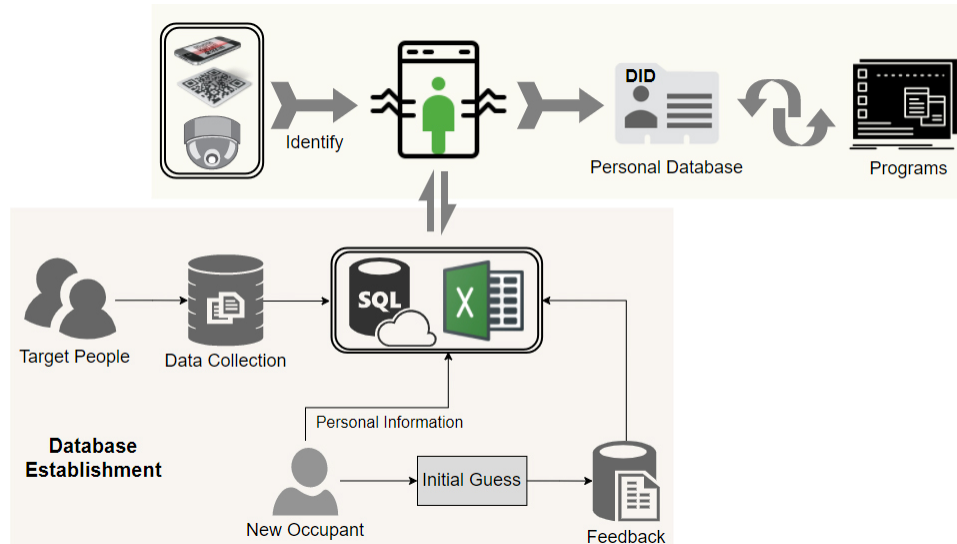 DID
Identify
Personal Database
Programs
SQL
X
Target People
Data Collection
Personal Information
Database
Establishment
Initial Guess
New Occupant
Feedback